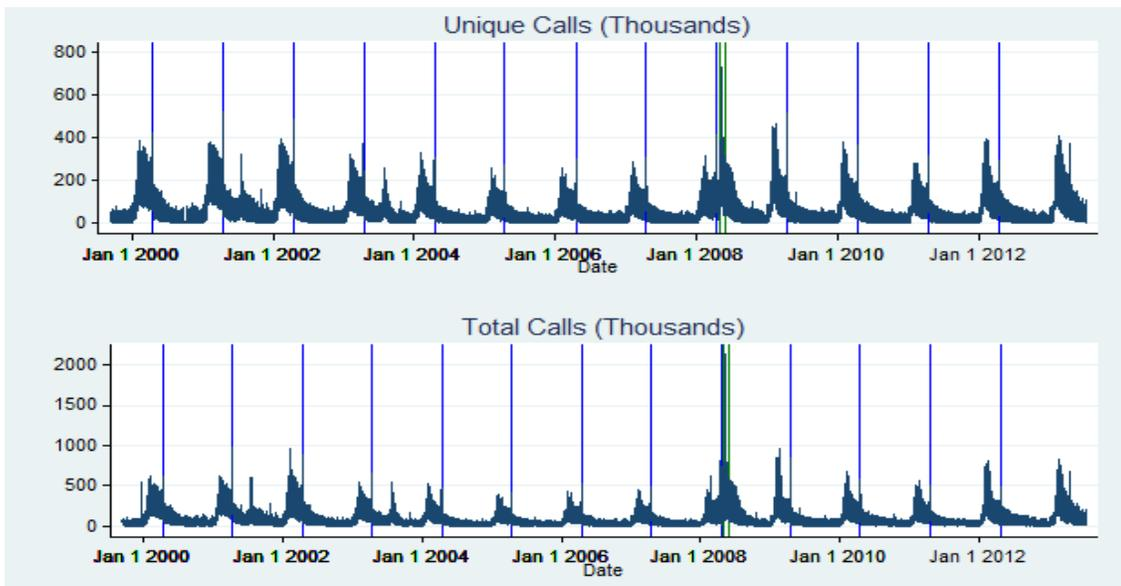 Unique Calls (Thousands)
800
600
400
200
0
Jan 1 2000 Jan 1 2002 Jan 1 2004 Jan 1 2006 Jan 1 2008 Jan 1 2010 Jan 1 2012
Date
Total Calls (Thousands)
2000
1500
1000
500
0
Jan 1 2000 Jan 1 2002 Jan 1 2004 Jan 1 2006 Jan 1 2008 Jan 1 2010 Jan 1 2012
Date